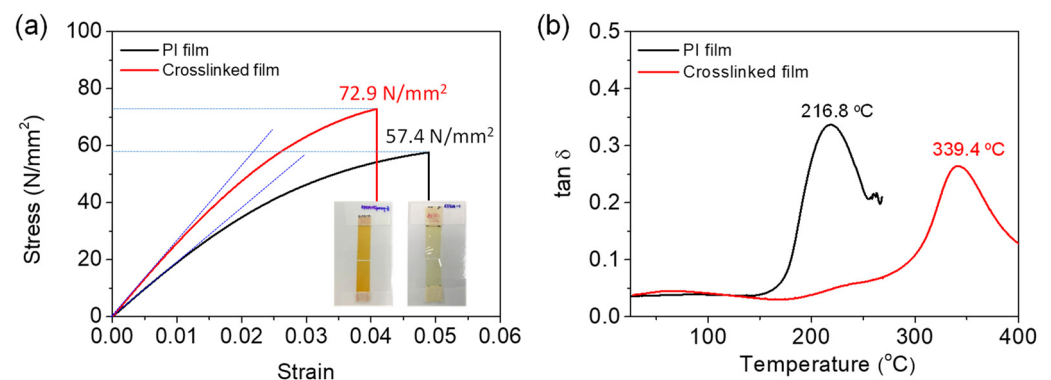 (a)
100
80
60
40
20
0
0.00 0.01 0.02 0.03 0.04 0.05 0.06
Stress (N/mm²)
Strain
PI film
Crosslinked film
72.9 N/mm²
57.4 N/mm²
(b)
0.5
0.4
0.3
0.2
0.1
0.0
100 200 300 400
tan δ
Temperature (°C)
PI film
Crosslinked film
216.8 °C
339.4 °C